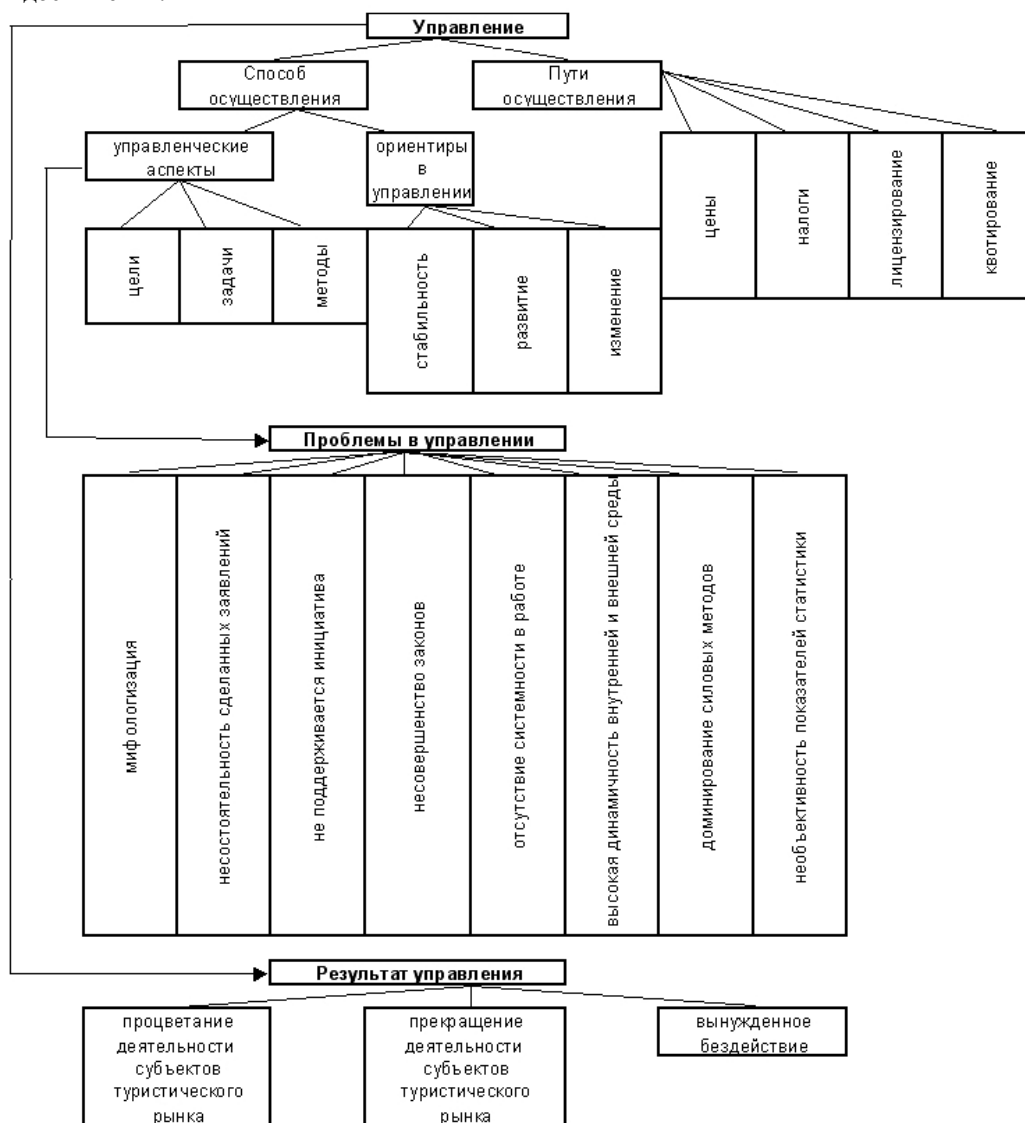 Управление
Способ
осуществления
Пути
осуществления
управленческие
аспекты
ориентиры
в
управлении
цены
налоги
лицензирование
квотирование
цели
задачи
методы
стабильность
развитие
изменение
Проблемы в управлении
мифологизация
несостоятельность сделанных заявлений
не поддерживается инициатива
несовершенство законов
отсутствие системности в работе
высокая динамичность внутренней и внешней среды
доминирование силовых методов
необъективность показателей статистики
Результат управления
процветание
деятельности
субъектов
туристического
рынка
прекращение
деятельности
субъектов
туристического
рынка
вынужденное
бездействие